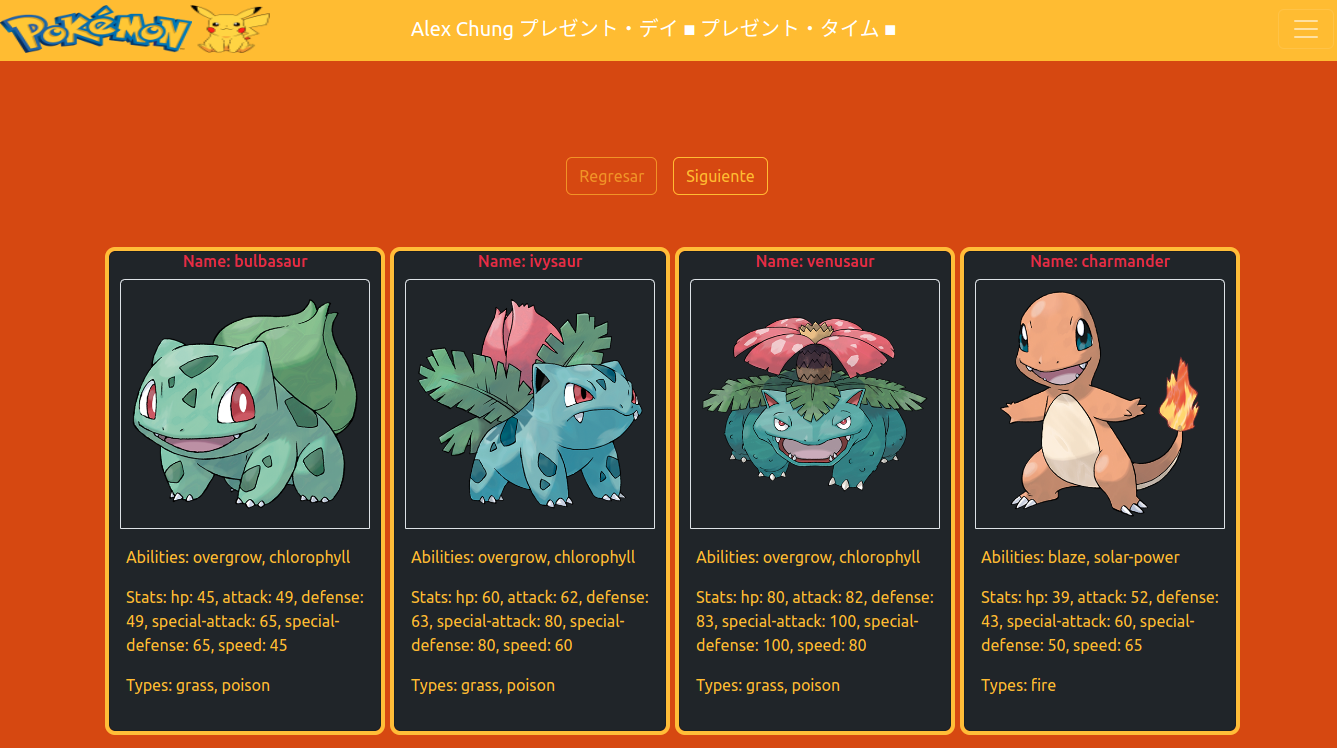 POKéMON
Alex Chung プレゼント・デイ ■ プレゼント・タイム ■
Regresar
Siguiente
Name: bulbasaur
Abilities: overgrow, chlorophyll
Stats: hp: 45, attack: 49, defense:
49, special-attack: 65, special-
defense: 65, speed: 45
Types: grass, poison
Name: ivysaur
Abilities: overgrow, chlorophyll
Stats: hp: 60, attack: 62, defense:
63, special-attack: 80, special-
defense: 80, speed: 60
Types: grass, poison
Name: venusaur
Abilities: overgrow, chlorophyll
Stats: hp: 80, attack: 82, defense:
83, special-attack: 100, special-
defense: 100, speed: 80
Types: grass, poison
Name: charmander
Abilities: blaze, solar-power
Stats: hp: 39, attack: 52, defense:
43, special-attack: 60, special-
defense: 50, speed: 65
Types: fire